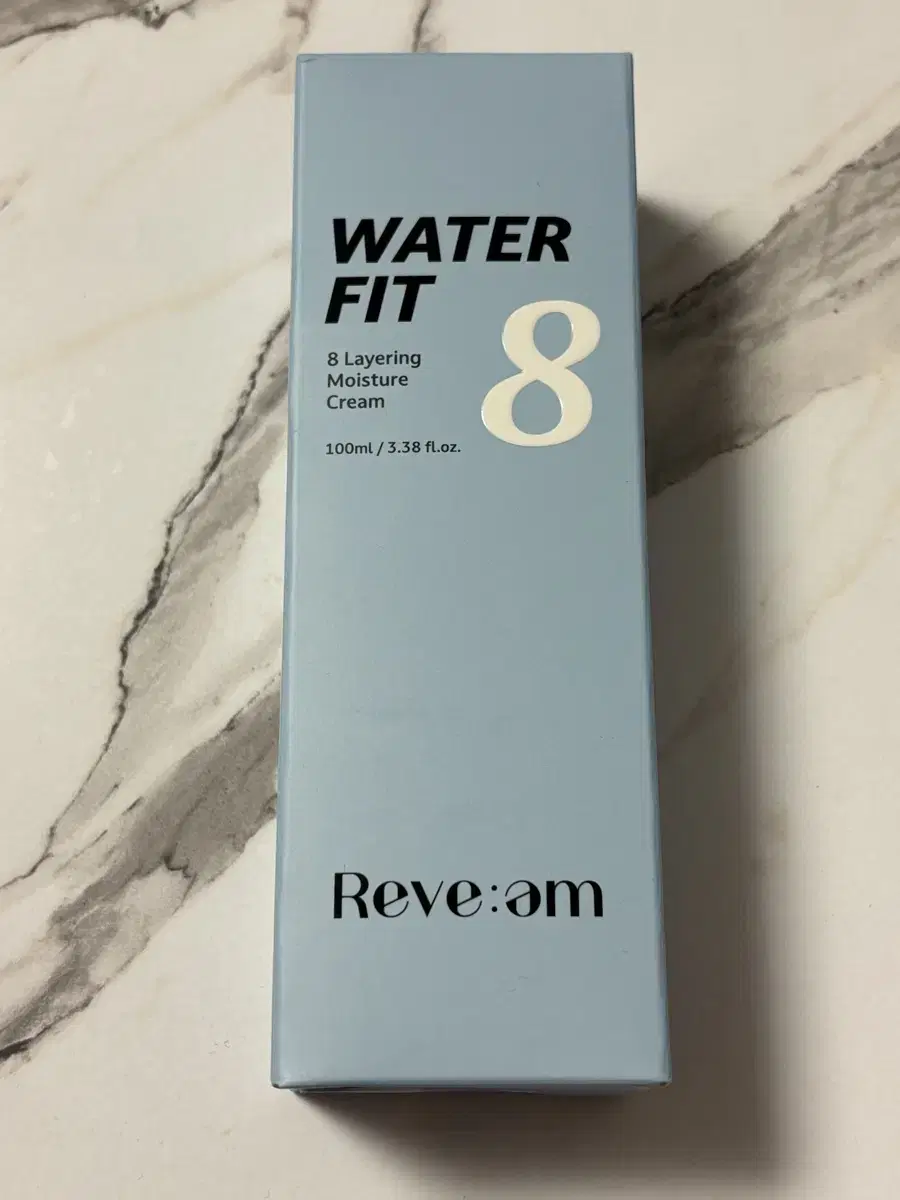 WATER
FIT
8
8 Layering
Moisture
Cream
100ml / 3.38 fl.oz.
Reve:am